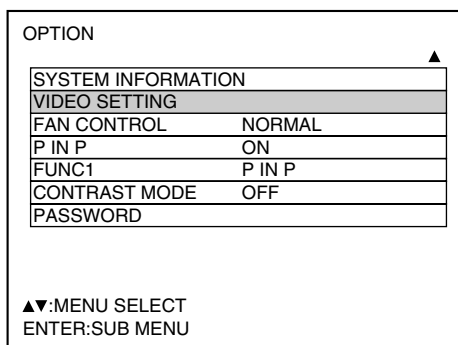 OPTION
▲
SYSTEM INFORMATION
VIDEO SETTING
FAN CONTROL NORMAL
P IN P ON
FUNC1 P IN P
CONTRAST MODE OFF
PASSWORD
▲▼:MENU SELECT
ENTER:SUB MENU